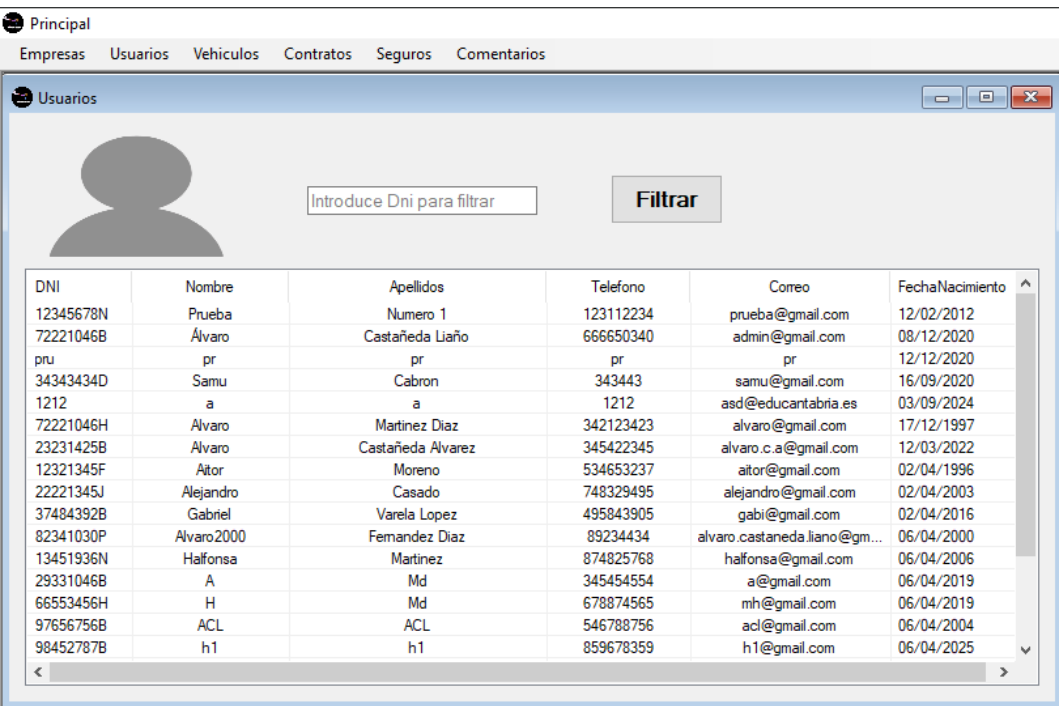 Principal
Empresas Usuarios Vehiculos Contratos Seguros Comentarios
Usuarios
Introduce Dni para filtrar Filtrar
DNI Nombre Apellidos Telefono Correo FechaNacimiento
12345678N Prueba Numero 1 123112234 prueba@gmail.com 12/02/2012
72221046B Álvaro Castañeda Liaño 666650340 admin@gmail.com 08/12/2020
pru pr pr pr pr 12/12/2020
34343434D Samu Cabron 343443 samu@gmail.com 16/09/2020
1212 a a 1212 asd@educantabria.es 03/09/2024
72221046H Alvaro Martinez Diaz 342123423 alvaro@gmail.com 17/12/1997
23231425B Alvaro Castañeda Alvarez 345422345 alvaro.c.a@gmail.com 12/03/2022
12321345F Aitor Moreno 534653237 aitor@gmail.com 02/04/1996
22221345J Alejandro Casado 748329495 alejandro@gmail.com 02/04/2003
37484392B Gabriel Varela Lopez 495843905 gabi@gmail.com 02/04/2016
82341030P Alvaro2000 Fernandez Diaz 89234434 alvaro.castaneda.liano@gm... 06/04/2000
13451936N Halfonsa Martinez 874825768 halfonsa@gmail.com 06/04/2006
29331046B A Md 345454554 a@gmail.com 06/04/2019
66553456H H Md 678874565 mh@gmail.com 06/04/2019
97656756B ACL ACL 546788756 acl@gmail.com 06/04/2004
98452787B h1 h1 859678359 h1@gmail.com 06/04/2025